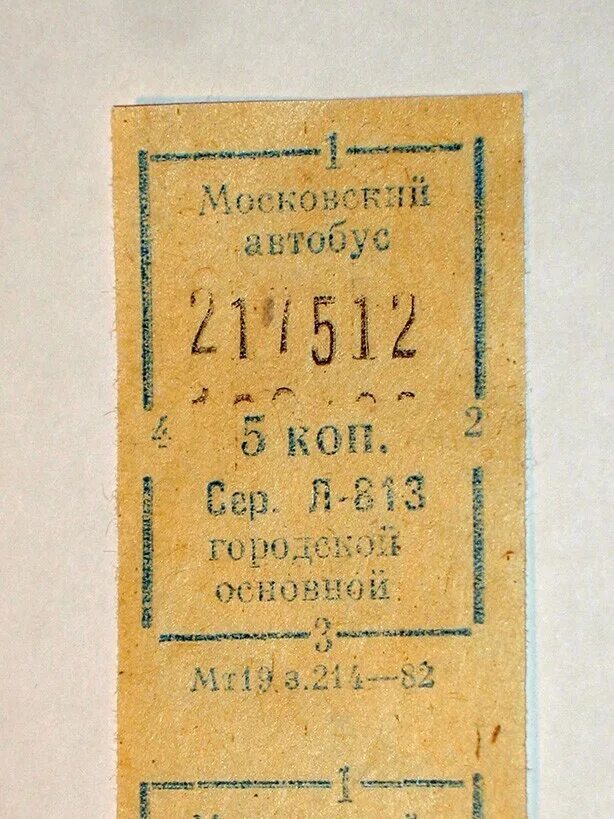 1
Московский
автобус
217512
4 5 коп. 2
Сер. Л-813
городской
основной
3
Мт19 з.214—82
1